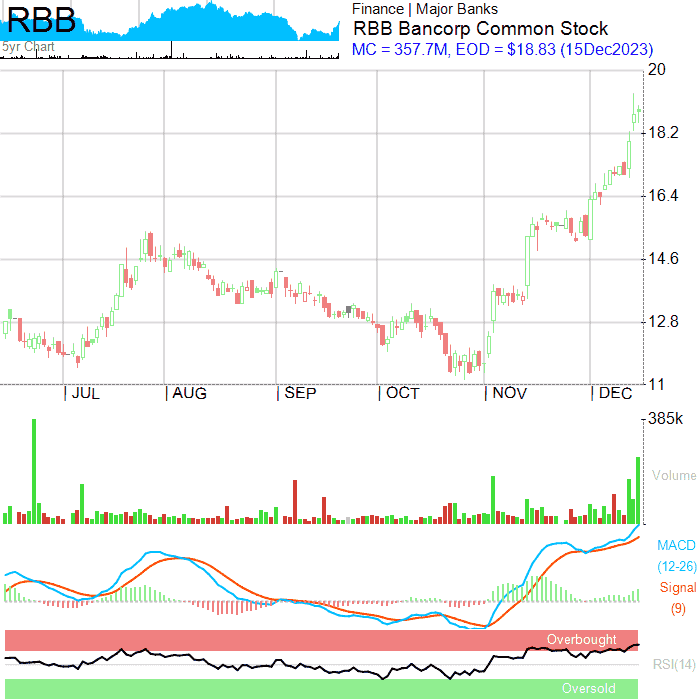 RBB
5yr Chart
Finance | Major Banks
RBB Bancorp Common Stock
MC = 357.7M, EOD = $18.83 (15Dec2023)
20
18.2
16.4
14.6
12.8
11
| JUL | AUG | SEP | OCT | NOV | DEC
385k
Volume
MACD
(12-26)
Signal
(9)
Overbought
RSI(14)
Oversold